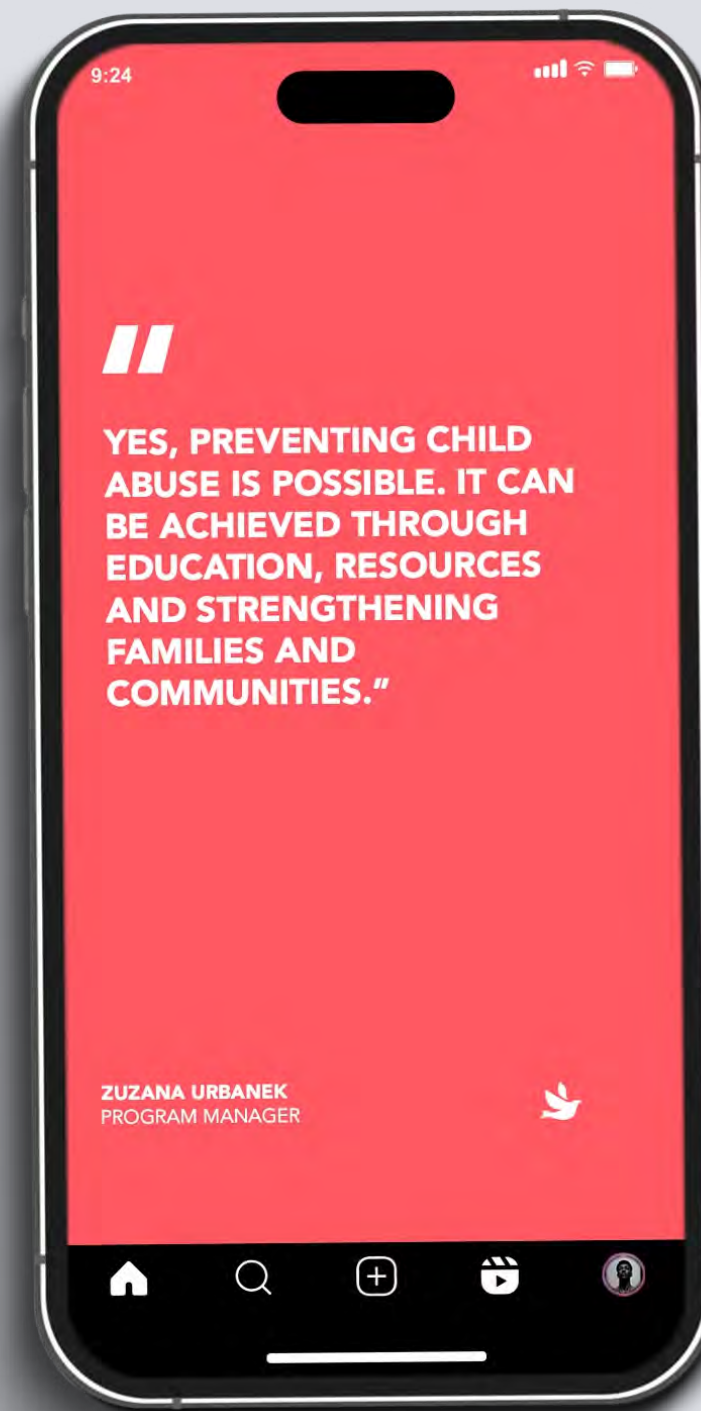 9:24
"
YES, PREVENTING CHILD
ABUSE IS POSSIBLE. IT CAN
BE ACHIEVED THROUGH
EDUCATION, RESOURCES
AND STRENGTHENING
FAMILIES AND
COMMUNITIES."
ZUZANA URBANEK
PROGRAM MANAGER